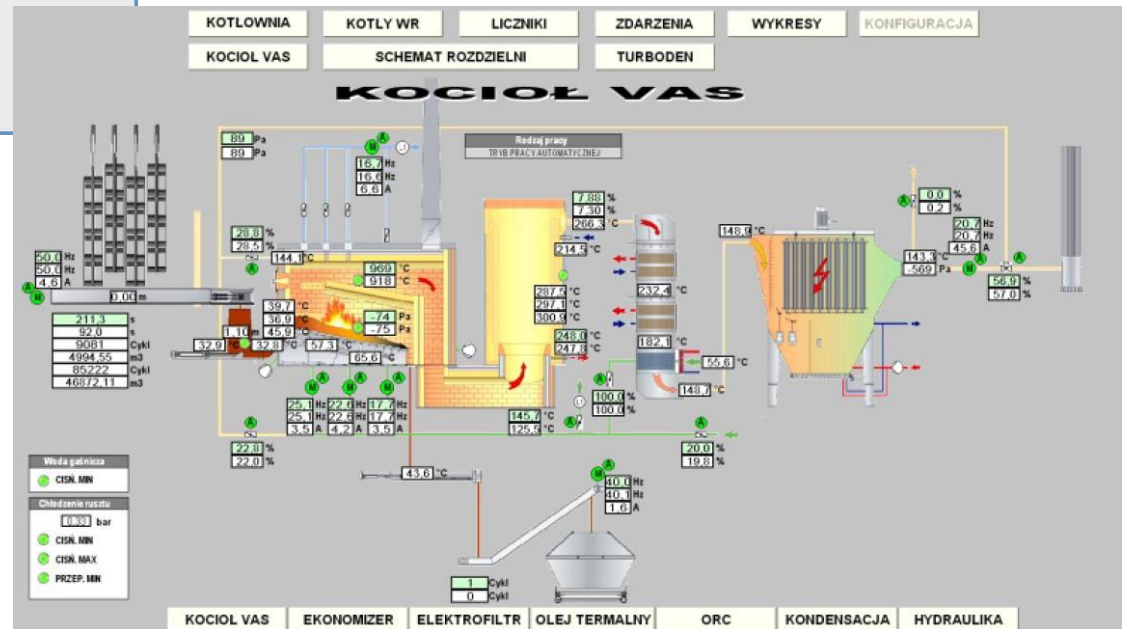 KOTLOWNIA KOTLY WR LICZNIKI ZDARZENIA WYKRESY KONFIGURACJA
KOCIOL VAS SCHEMAT ROZDZIELNI TURBODEN
KOCIOŁ VAS
89 Pa
89 Pa
A
M
L1
16,7 Hz
16,6 Hz
6,6 A
Rodzaj pracy
TRYB PRACY AUTOMATYCZNEJ
28,8 %
28,5 %
A
144,1 °C
50,0 Hz
50,0 Hz
4,6 A
A
M
0,00 m
211,3 s
92,0 s
9081 Cykl
4994,55 m3
85222 Cykl
46872,11 m3
1,10 m
32,9 °C
32,8 °C
39,7 °C
36,9 °C
45,9 °C
57,3 °C
65,6 °C
969 °C
918 °C
-74 Pa
-75 Pa
7,88 %
7,30 %
266,3 °C
214,5 °C
287,5 °C
297,1 °C
300,9 °C
248,0 °C
247,8 °C
232,4 °C
182,1 °C
55,6 °C
148,7 °C
148,9 °C
A
0,0 %
0,2 %
143,3 °C
-569 Pa
20,7 Hz
20,7 Hz
45,6 A
M
A
A
56,9 %
57,0 %
A A A
M M M
25,1 Hz 22,6 Hz 17,7 Hz
25,1 Hz 22,6 Hz 17,7 Hz
3,5 A 4,2 A 3,5 A
145,7 °C
125,5 °C
L1
A
A
100,0 %
100,0 %
A
22,8 %
22,0 %
A
20,0 %
19,8 %
43,6 °C
A
M
40,0 Hz
40,1 Hz
1,6 A
1 Cykl
0 Cykl
Woda gaśnicza
CIŚN. MIN
Chłodzenie rusztu
bar
CIŚN. MIN
CIŚN. MAX
PRZEP. MIN
KOCIOL VAS EKONOMIZER ELEKTROFILTR OLEJ TERMALNY ORC KONDENSACJA HYDRAULIKA